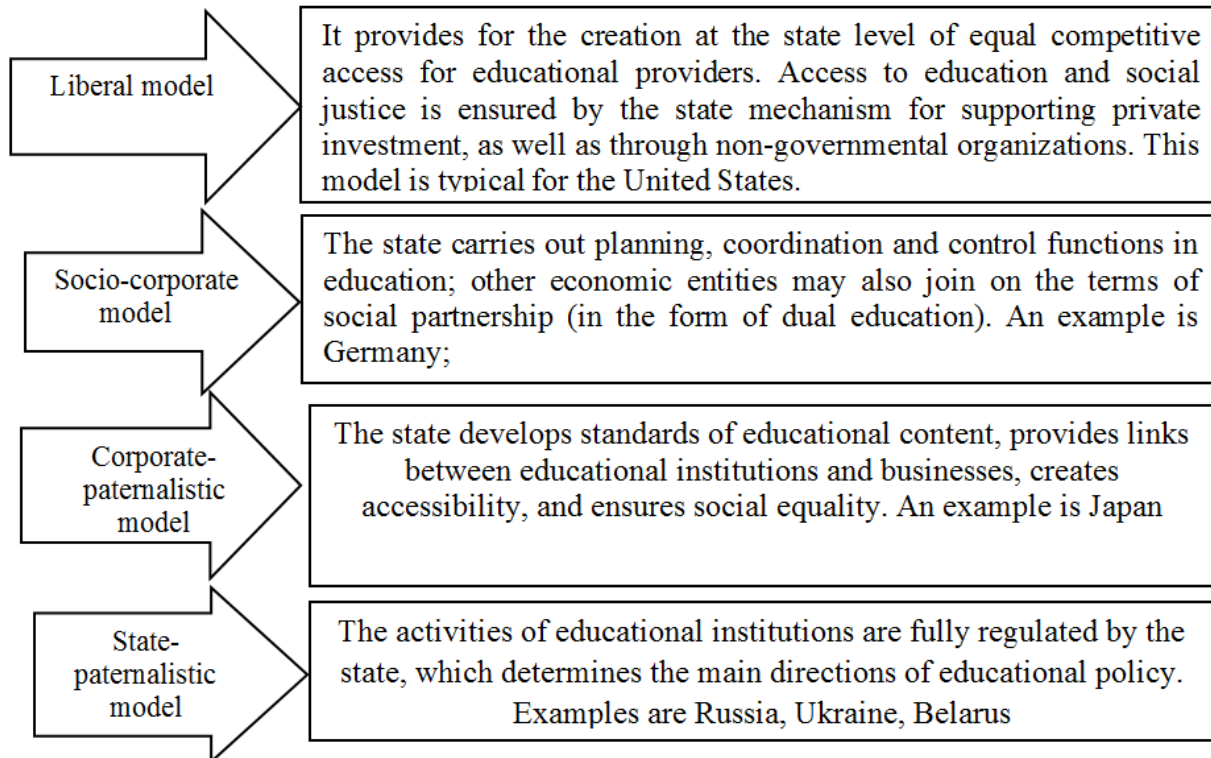 Liberal model
It provides for the creation at the state level of equal competitive
access for educational providers. Access to education and social
justice is ensured by the state mechanism for supporting private
investment, as well as through non-governmental organizations. This
model is typical for the United States.
Socio-corporate
model
The state carries out planning, coordination and control functions in
education; other economic entities may also join on the terms of
social partnership (in the form of dual education). An example is
Germany;
Corporate-
paternalistic
model
The state develops standards of educational content, provides links
between educational institutions and businesses, creates
accessibility, and ensures social equality. An example is Japan
State-
paternalistic
model
The activities of educational institutions are fully regulated by the
state, which determines the main directions of educational policy.
Examples are Russia, Ukraine, Belarus